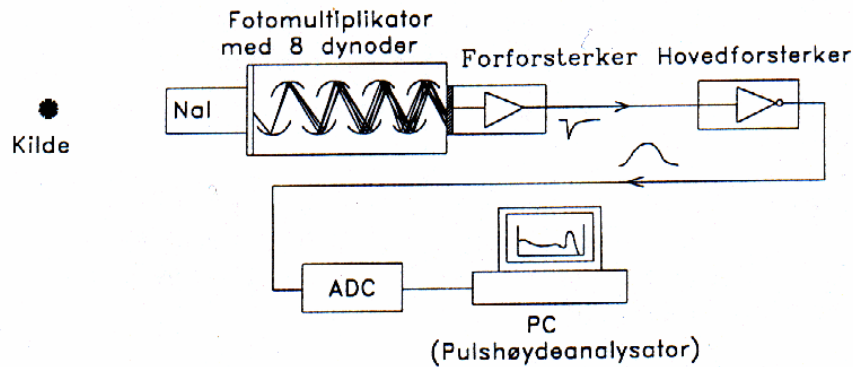 Fotomultiplikator
med 8 dynoder
Forforsterker
Hovedforsterker
NaI
Kilde
ADC
PC
(Pulshøydeanalysator)